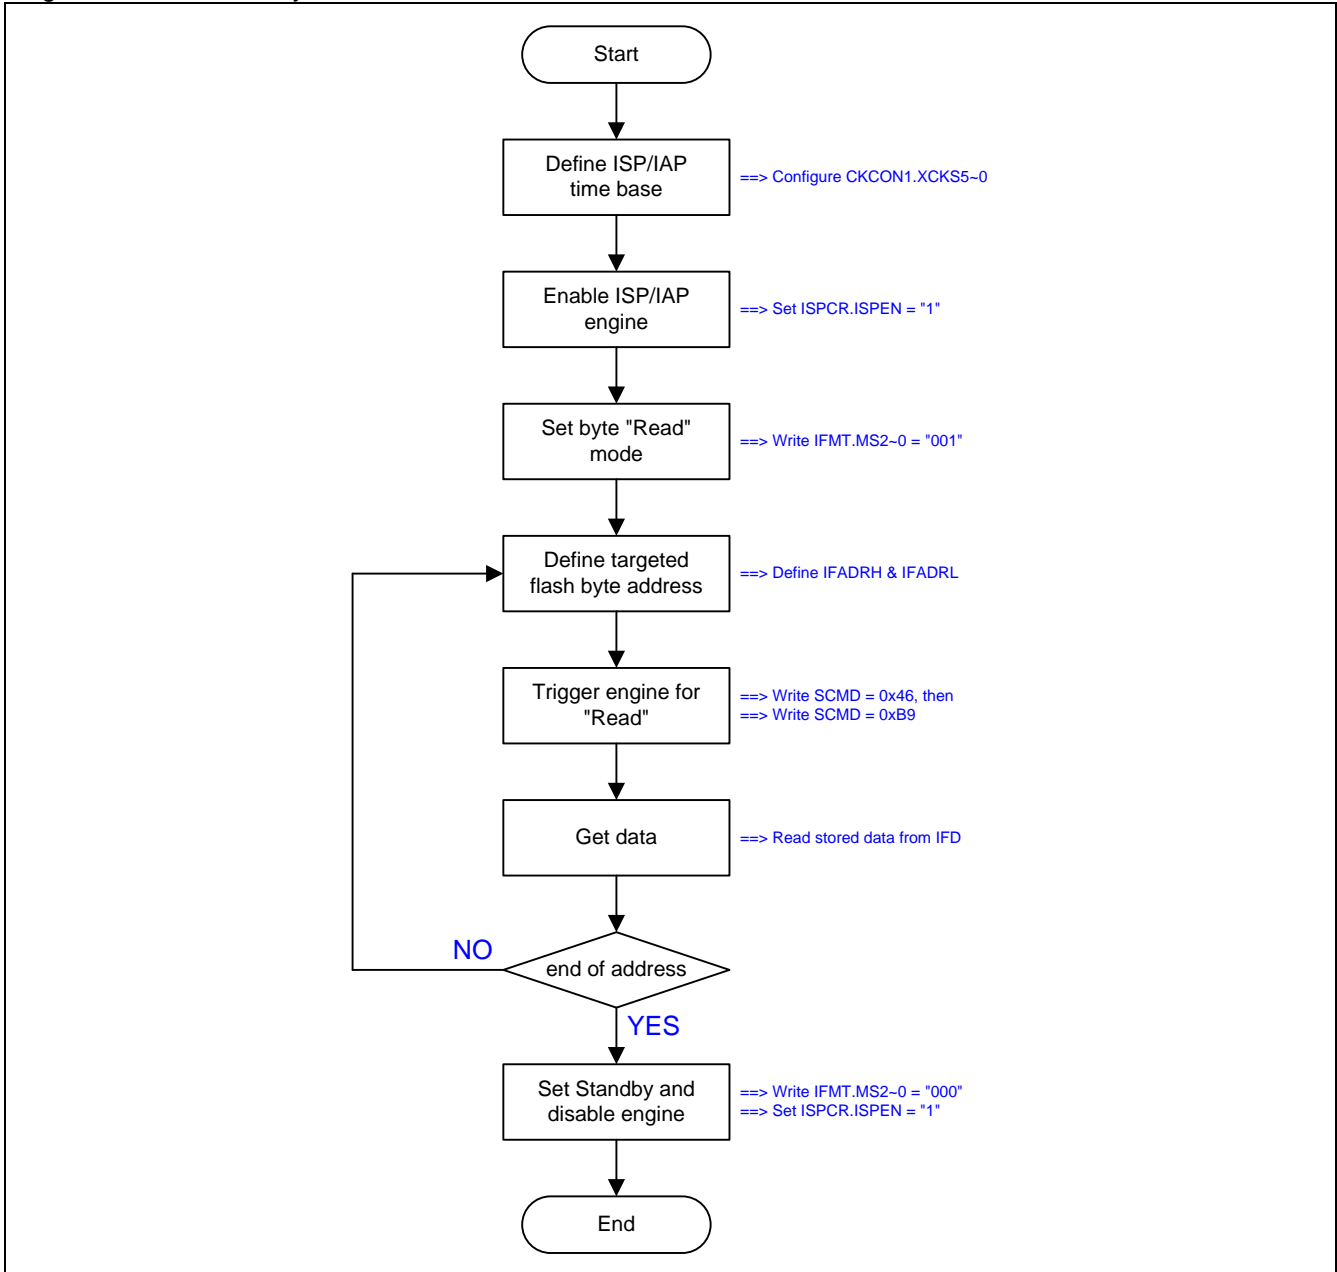 Start
Define ISP/IAP
time base
==> Configure CKCON1.XCKS5~0
Enable ISP/IAP
engine
==> Set ISPCR.ISPEN = "1"
Set byte "Read"
mode
==> Write IFMT.MS2~0 = "001"
Define targeted
flash byte address
==> Define IFADRH & IFADRL
Trigger engine for
"Read"
==> Write SCMD = 0x46, then
==> Write SCMD = 0xB9
Get data
==> Read stored data from IFD
NO
end of address
YES
Set Standby and
disable engine
==> Write IFMT.MS2~0 = "000"
==> Set ISPCR.ISPEN = "1"
End